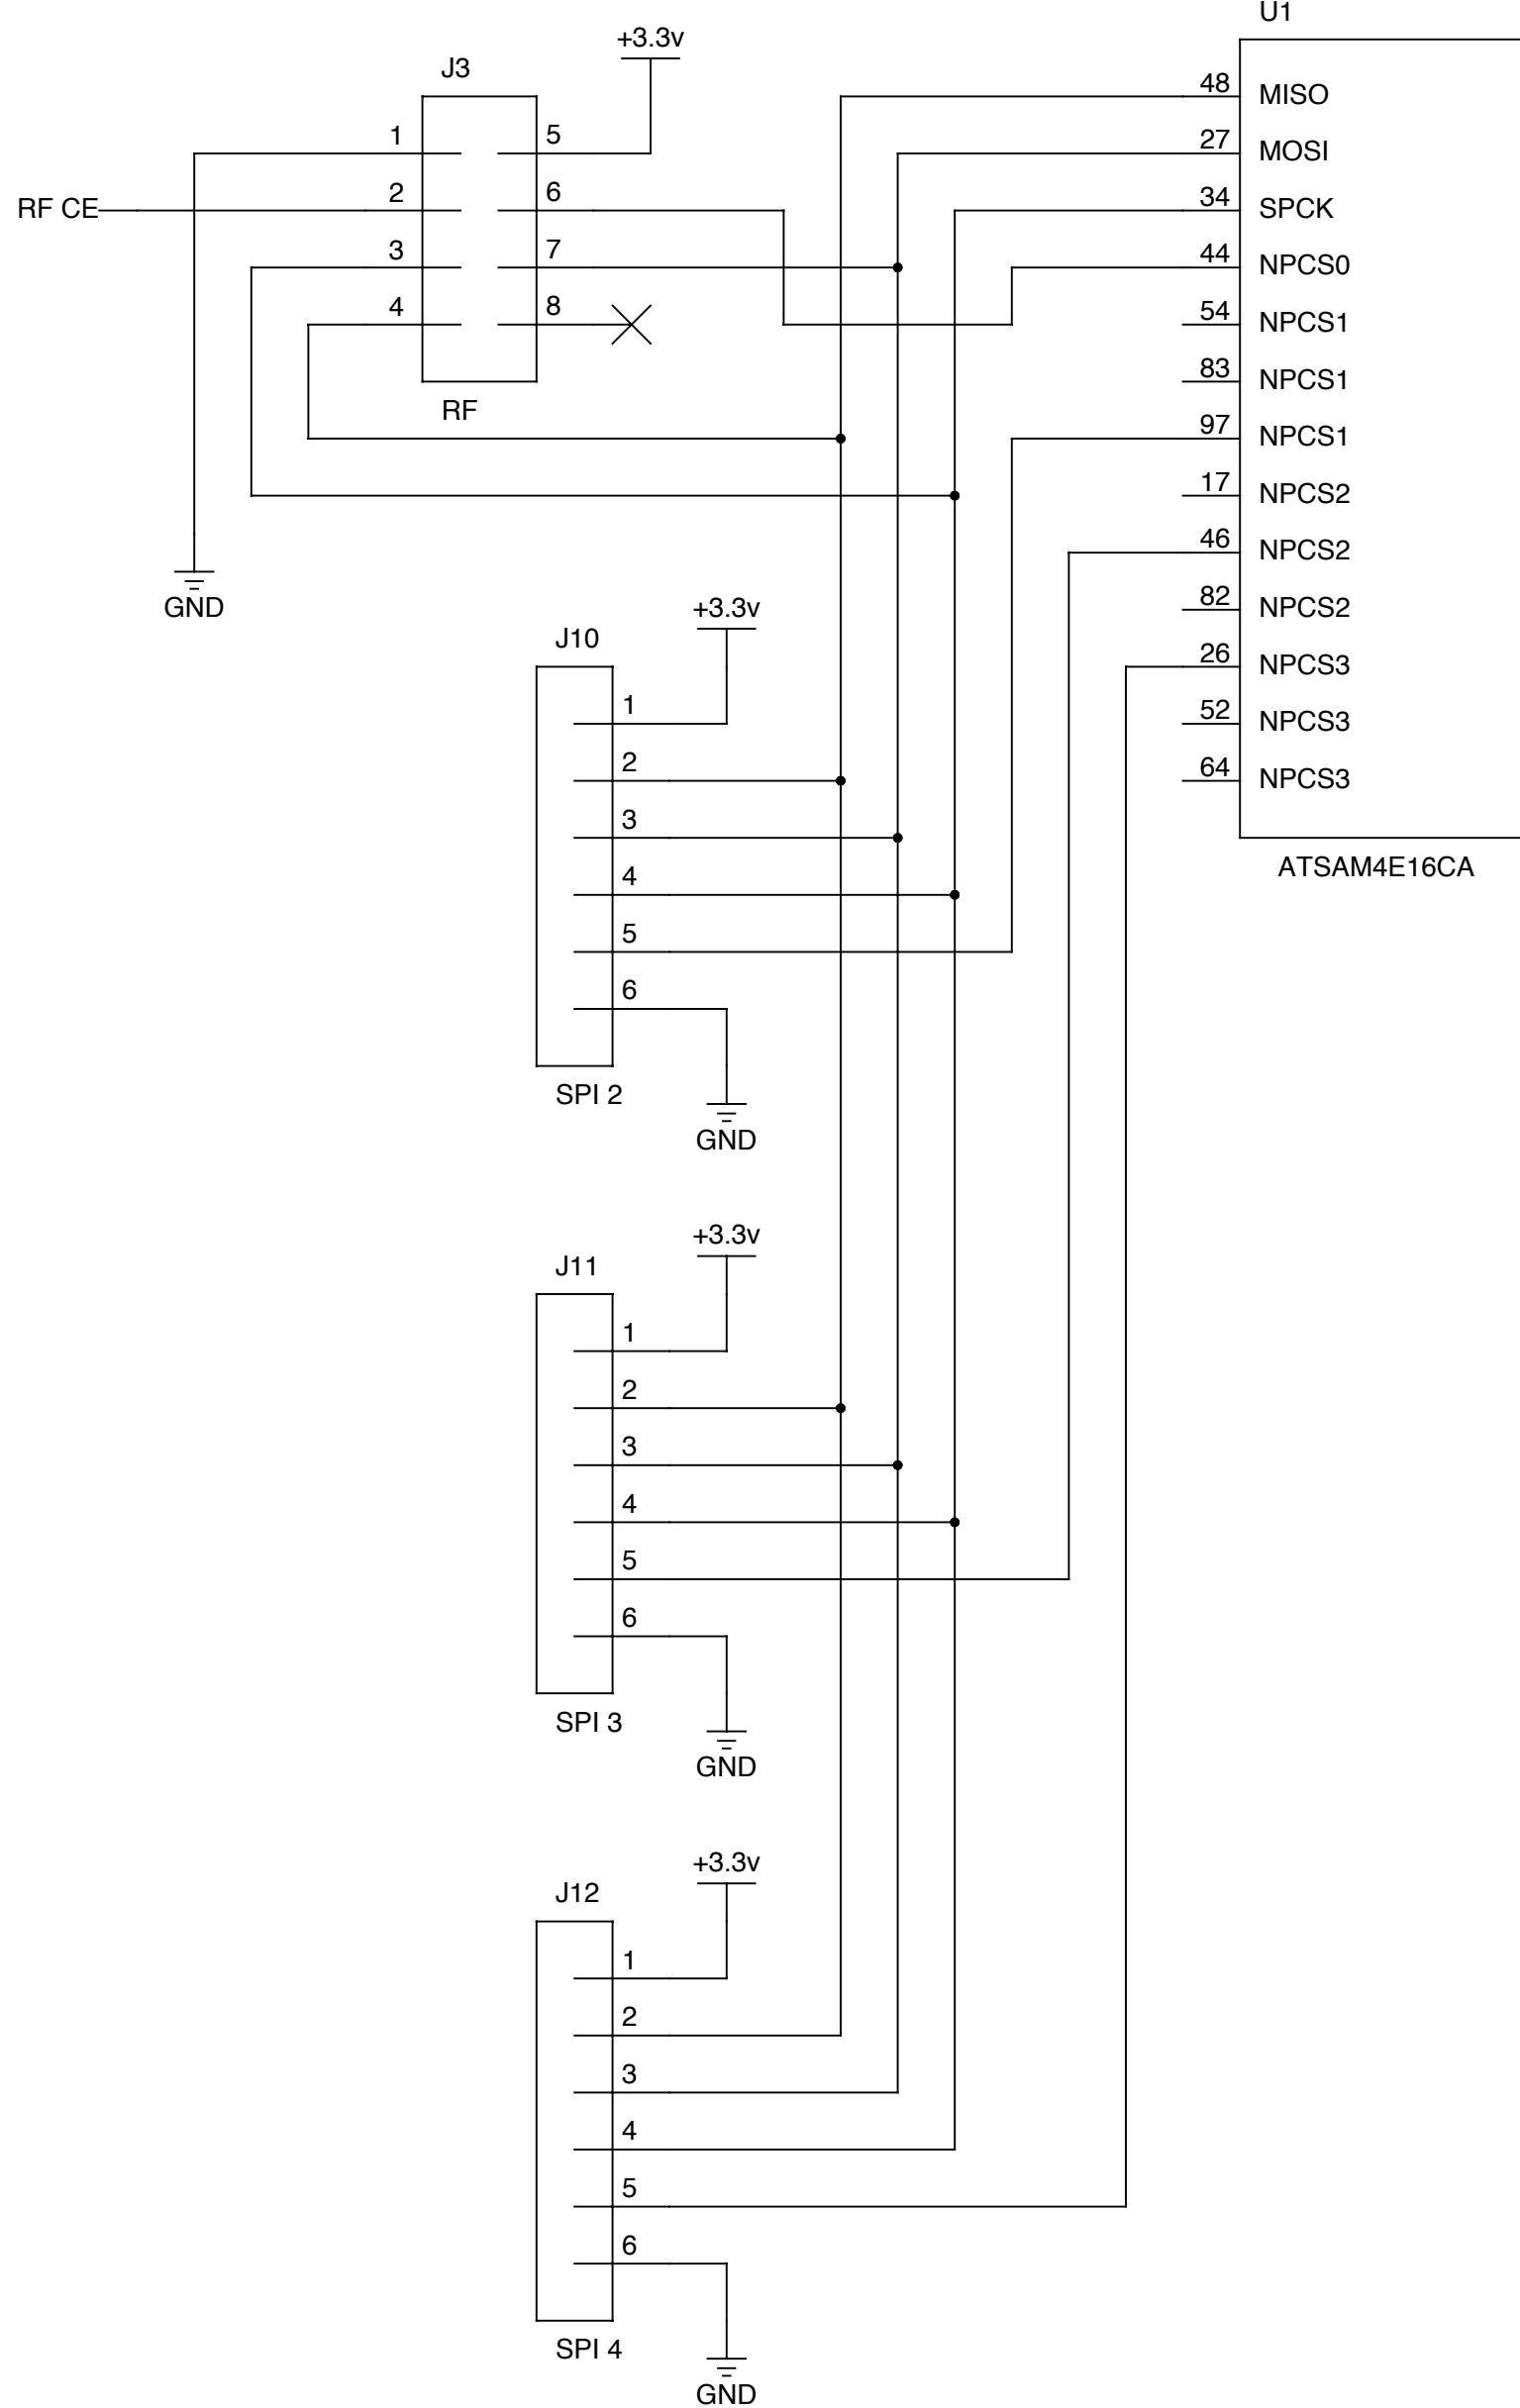 U1
+3.3v
J3
48 MISO
1 5
27 MOSI
RF CE 2 6
34 SPCK
3 7
44 NPCS0
4 8
54 NPCS1
83 NPCS1
RF
97 NPCS1
17 NPCS2
46 NPCS2
GND
82 NPCS2
+3.3v
J10
26 NPCS3
1
52 NPCS3
2
64 NPCS3
3
ATSAM4E16CA
4
5
6
SPI 2
GND
+3.3v
J11
1
2
3
4
5
6
SPI 3
GND
+3.3v
J12
1
2
3
4
5
6
SPI 4
GND